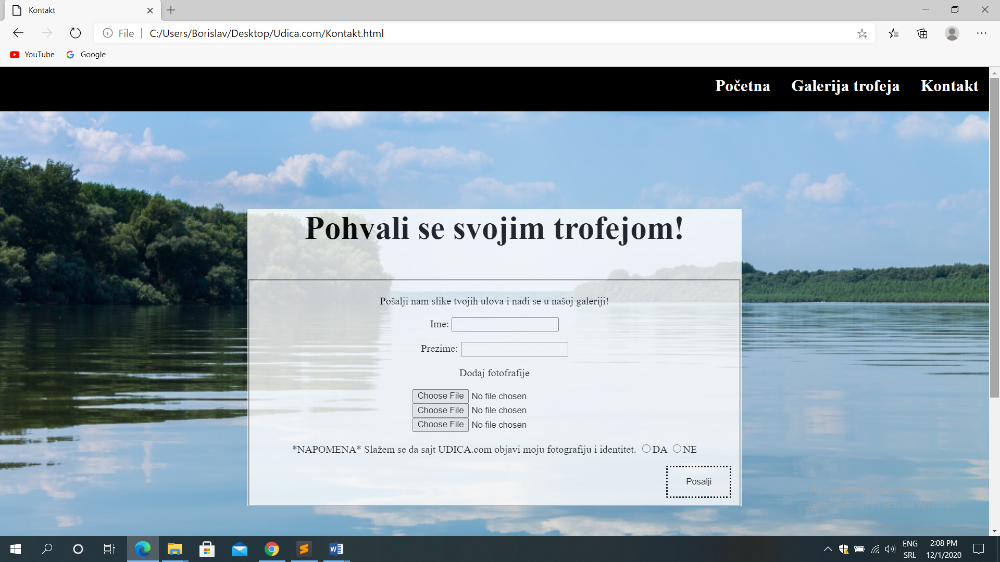 Kontakt
File | C:/Users/Borislav/Desktop/Udica.com/Kontakt.html
YouTube Google
Početna Galerija trofeja Kontakt
Pohvali se svojim trofejom!
Pošalji nam slike tvojih ulova i nađi se u našoj galeriji!
Ime:
Prezime:
Dodaj fotofrafije
Choose File No file chosen
Choose File No file chosen
Choose File No file chosen
*NAPOMENA* Slažem se da sajt UDICA.com objavi moju fotografiju i identitet. DA NE
Posalji
Activate Windows
Go to Settings to activate Windows.
ENG 2:08 PM
SRL 12/1/2020